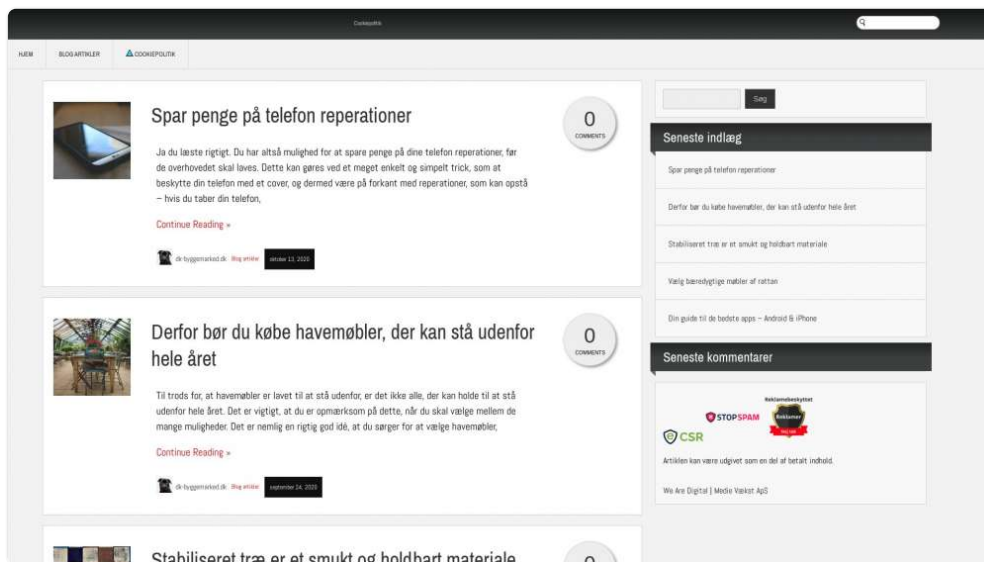 Cookiepolitik
HJEM
BLOG ARTIKLER
COOKIEPOLITIK
Spar penge på telefon reperationer
0
COMMENTS
Ja du læste rigtigt. Du har altså mulighed for at spare penge på dine telefon reperationer, før
de overhovedet skal laves. Dette kan gøres ved et meget enkelt og simpelt trick, som at
beskytte din telefon med et cover, og dermed være på forkant med reperationer, som kan opstå
– hvis du taber din telefon,
Continue Reading »
dk-byggemarked.dk
Blog artikler
oktober 13, 2020
Derfor bør du købe havemøbler, der kan stå udenfor
hele året
0
COMMENTS
Til trods for, at havemøbler er lavet til at stå udenfor, er det ikke alle, der kan holde til at stå
udenfor hele året. Det er vigtigt, at du er opmærksom på dette, når du skal vælge mellem de
mange muligheder. Det er nemlig en rigtig god idé, at du sørger for at vælge havemøbler,
Continue Reading »
dk-byggemarked.dk
Blog artikler
september 24, 2020
Stabiliseret træ er et smukt og holdbart materiale
0
Søg
Seneste indlæg
Spar penge på telefon reperationer
Derfor bør du købe havemøbler, der kan stå udenfor hele året
Stabiliseret træ er et smukt og holdbart materiale
Vælg bæredygtige møbler af rattan
Din guide til de bedste apps – Android & iPhone
Seneste kommentarer
Reklamebeskyttet
STOPSPAM
Reklamer
CSR
Artiklen kan være udgivet som en del af betalt indhold.
We Are Digital | Medie Vækst ApS